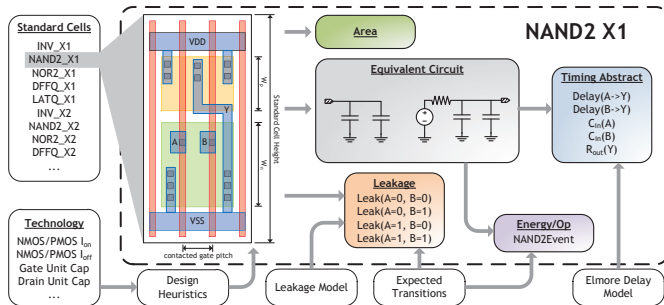 Standard Cells
INV_X1
NAND2_X1
NOR2_X1
DFFQ_X1
LATQ_X1
INV_X2
NAND2_X2
NOR2_X2
DFFQ_X2
...
Technology
NMOS/PMOS Ion
NMOS/PMOS Ioff
Gate Unit Cap
Drain Unit Cap
...
VDD
Wp
Y
A
B
Wn
VSS
Standard Cell Height
contacted gate pitch
NAND2 X1
Area
Equivalent Circuit
Timing Abstract
Delay(A->Y)
Delay(B->Y)
Cin(A)
Cin(B)
Rout(Y)
Leakage
Leak(A=0, B=0)
Leak(A=0, B=1)
Leak(A=1, B=0)
Leak(A=1, B=1)
Energy/Op
NAND2Event
Design
Heuristics
Leakage Model
Expected
Transitions
Elmore Delay
Model